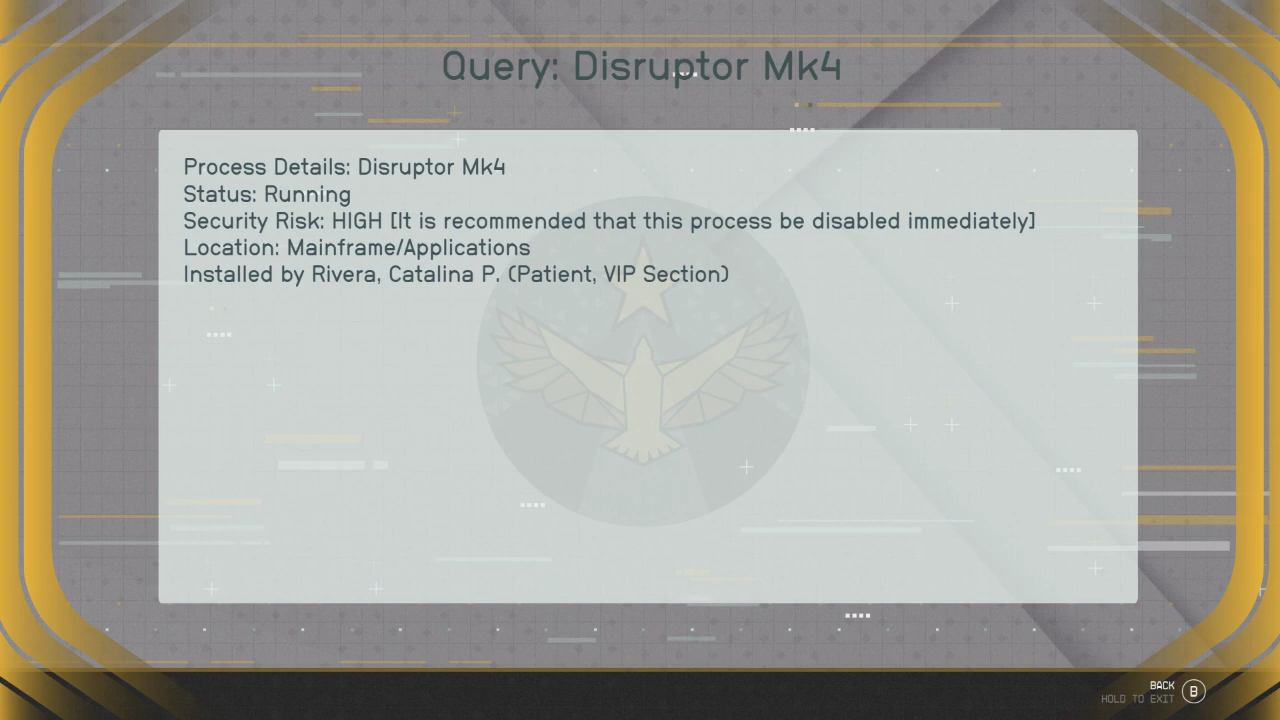 Query: Disruptor Mk4
Process Details: Disruptor Mk4
Status: Running
Security Risk: HIGH [It is recommended that this process be disabled immediately]
Location: Mainframe/Applications
Installed by Rivera, Catalina P. (Patient, VIP Section)
BACK
HOLD TO EXIT
B